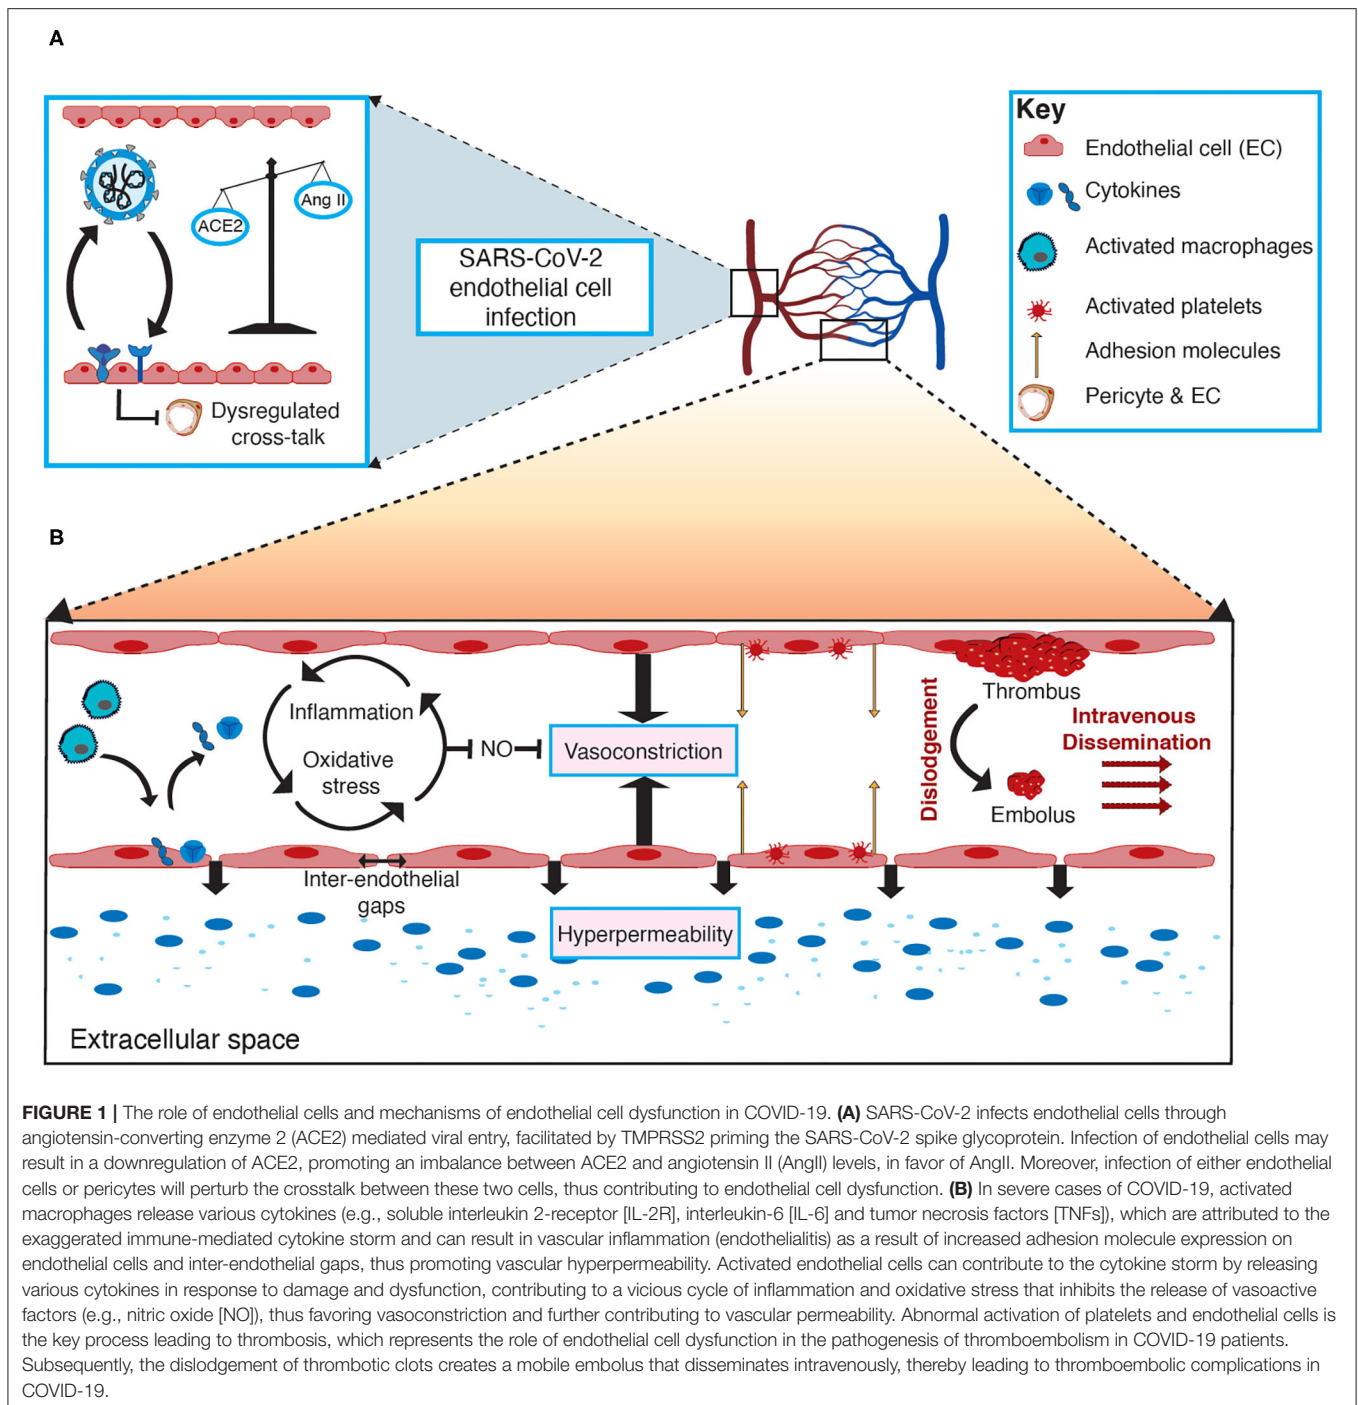 A
ACE2
Ang II
Dysregulated
cross-talk
SARS-CoV-2
endothelial cell
infection
Key
Endothelial cell (EC)
Cytokines
Activated macrophages
Activated platelets
Adhesion molecules
Pericyte & EC
B
Inflammation
Oxidative
stress
NO
Vasoconstriction
Thrombus
Dislodgement
Intravenous
Dissemination
Embolus
Inter-endothelial
gaps
Hyperpermeability
Extracellular space
FIGURE 1 | The role of endothelial cells and mechanisms of endothelial cell dysfunction in COVID-19. (A) SARS-CoV-2 infects endothelial cells through
angiotensin-converting enzyme 2 (ACE2) mediated viral entry, facilitated by TMPRSS2 priming the SARS-CoV-2 spike glycoprotein. Infection of endothelial cells may
result in a downregulation of ACE2, promoting an imbalance between ACE2 and angiotensin II (AngII) levels, in favor of AngII. Moreover, infection of either endothelial
cells or pericytes will perturb the crosstalk between these two cells, thus contributing to endothelial cell dysfunction. (B) In severe cases of COVID-19, activated
macrophages release various cytokines (e.g., soluble interleukin 2-receptor [IL-2R], interleukin-6 [IL-6] and tumor necrosis factors [TNFs]), which are attributed to the
exaggerated immune-mediated cytokine storm and can result in vascular inflammation (endothelialitis) as a result of increased adhesion molecule expression on
endothelial cells and inter-endothelial gaps, thus promoting vascular hyperpermeability. Activated endothelial cells can contribute to the cytokine storm by releasing
various cytokines in response to damage and dysfunction, contributing to a vicious cycle of inflammation and oxidative stress that inhibits the release of vasoactive
factors (e.g., nitric oxide [NO]), thus favoring vasoconstriction and further contributing to vascular permeability. Abnormal activation of platelets and endothelial cells is
the key process leading to thrombosis, which represents the role of endothelial cell dysfunction in the pathogenesis of thromboembolism in COVID-19 patients.
Subsequently, the dislodgement of thrombotic clots creates a mobile embolus that disseminates intravenously, thereby leading to thromboembolic complications in
COVID-19.